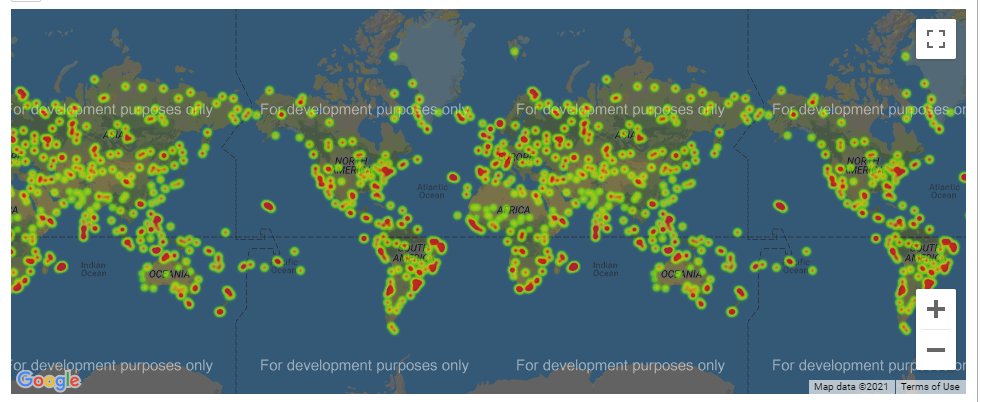 For development purposes only
For development purposes only
For development purposes only
For development purposes or
ASIA
NORTH
AMERICA
Atlantic
Ocean
AFRICA
ASIA
NORTH
AMERICA
Atlantic
Ocean
Indian
Ocean
OCEANIA
Ocean
SOUTH
AMERICA
Indian
Ocean
OCEANIA
SOUTH
AMERICA
For development purposes only
For development purposes only
For development purposes only
For development
Google
Map data ©2021
Terms of Use